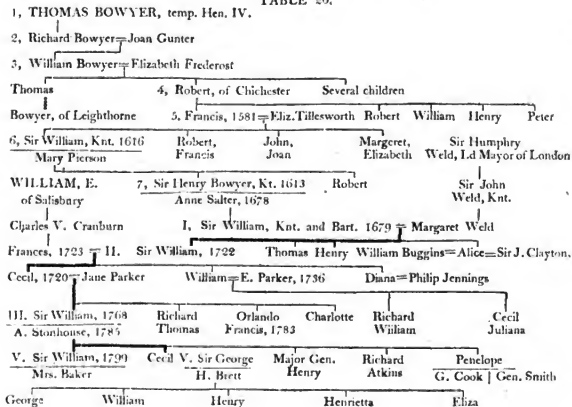 TABLE 20.
1, THOMAS BOWYER, temp. Hen. IV.
2, Richard Bowyer=Joan Gunter
3, William Bowyer=Elizabeth Frederost
Thomas 4, Robert, of Chichester Several children
Bowyer, of Leighthorne 5, Francis, 1581=Eliz. Tillesworth Robert William Henry Peter
6, Sir William, Knt. 1616 Robert, John, Margeret, Sir Humphry
Mary Pierson Francis Joan Elizabeth Weld, Ld Mayor of London
WILLIAM, E. 7, Sir Henry Bowyer, Kt. 1613 Robert Sir John
of Salisbury Anne Salter, 1678 Weld, Knt.
Charles V. Cranburn I, Sir William, Knt. and Bart. 1679 = Margaret Weld
Frances, 1723 = II. Sir William, 1722 Thomas Henry William Buggins=Alice=Sir J. Clayton.
Cecil, 1720=Jane Parker William=E. Parker, 1736 Diana=Philip Jennings
III. Sir William, 1768 Richard Orlando Charlotte Richard Cecil
A. Stonhouse, 1785 Thomas Francis, 1783 William Juliana
V. Sir William, 1799 Cecil V. Sir George Major Gen. Richard Penelope
Mrs. Baker H. Brett Henry Atkins G. Cook | Gen. Smith
George William Henry Henrietta Eliza